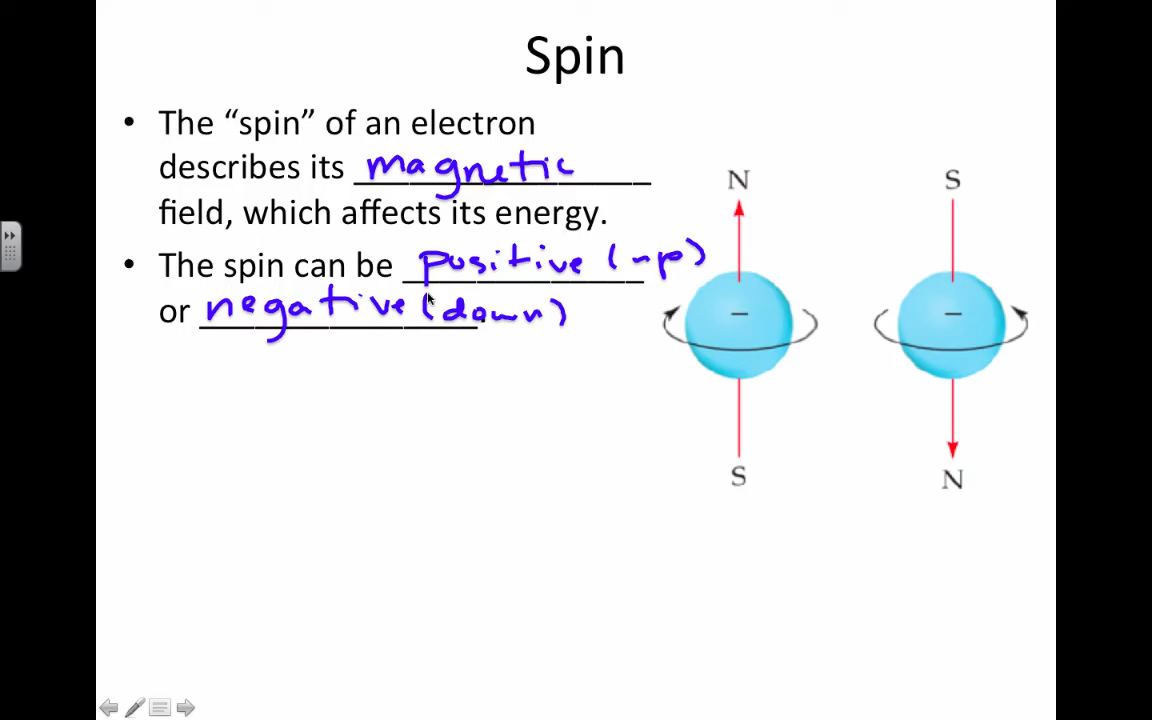 Spin
• The “spin” of an electron
describes its magnetic
field, which affects its energy.
• The spin can be positive (up)
or negative (down).
N
S
S
N